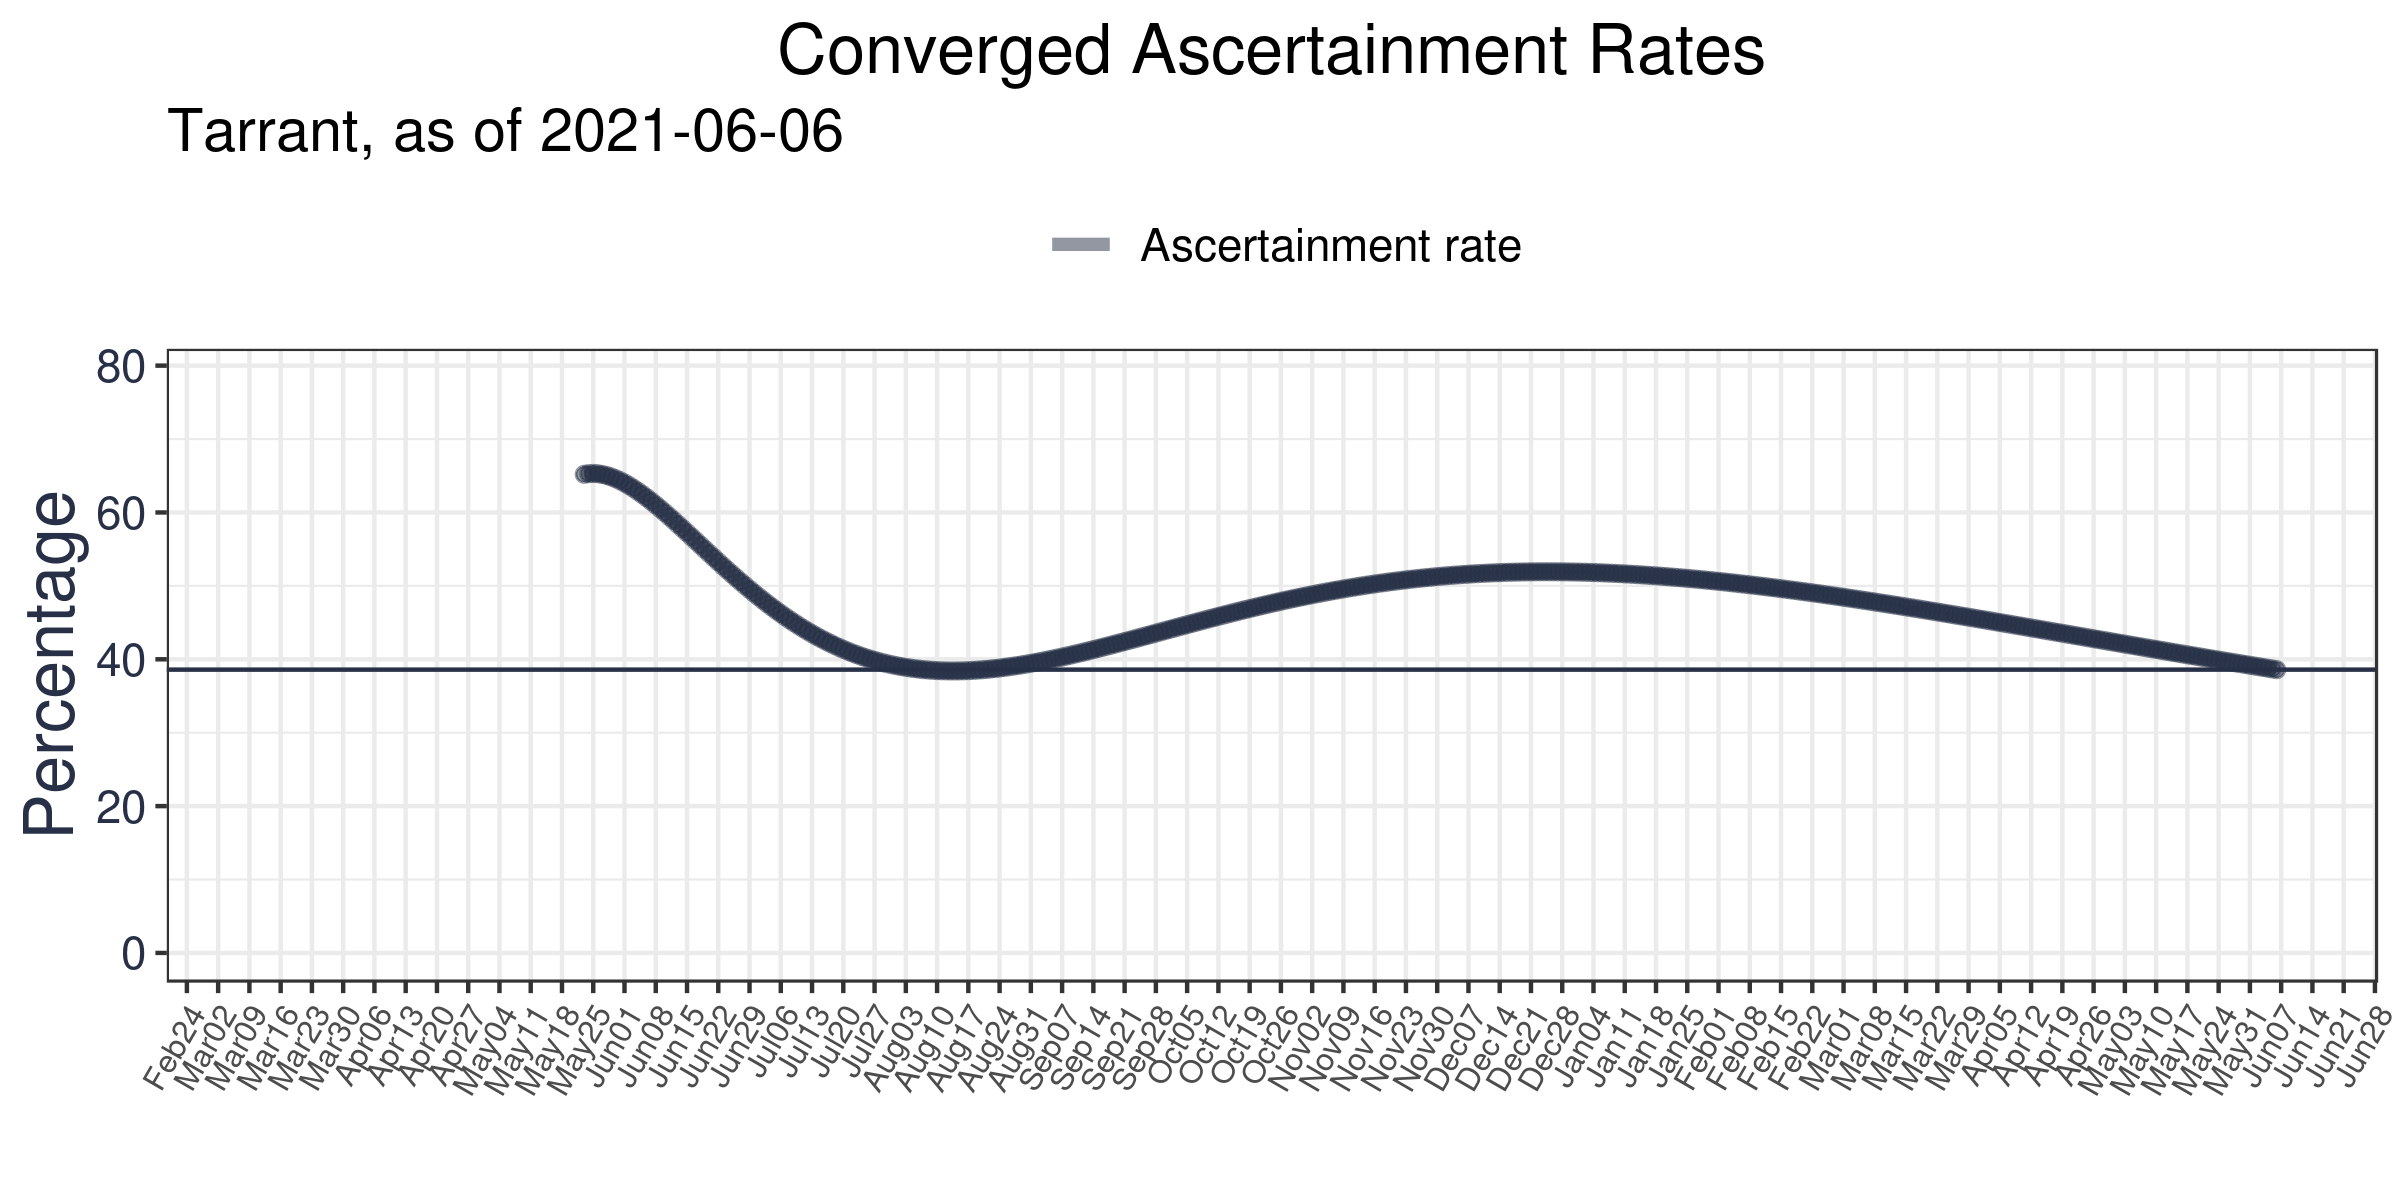 Converged Ascertainment Rates
Tarrant, as of 2021-06-06
Ascertainment rate
Percentage
80
60
40
20
0
Feb24
Mar02
Mar09
Mar16
Mar23
Mar30
Apr06
Apr13
Apr20
Apr27
May04
May11
May18
May25
Jun01
Jun08
Jun15
Jun22
Jun29
Jul06
Jul13
Jul20
Jul27
Aug03
Aug10
Aug17
Aug24
Aug31
Sep07
Sep14
Sep21
Sep28
Oct05
Oct12
Oct19
Oct26
Nov02
Nov09
Nov16
Nov23
Nov30
Dec07
Dec14
Dec21
Dec28
Jan04
Jan11
Jan18
Jan25
Feb01
Feb08
Feb15
Feb22
Mar01
Mar08
Mar15
Mar22
Mar29
Apr05
Apr12
Apr19
Apr26
May03
May10
May17
May24
May31
Jun07
Jun14
Jun21
Jun28